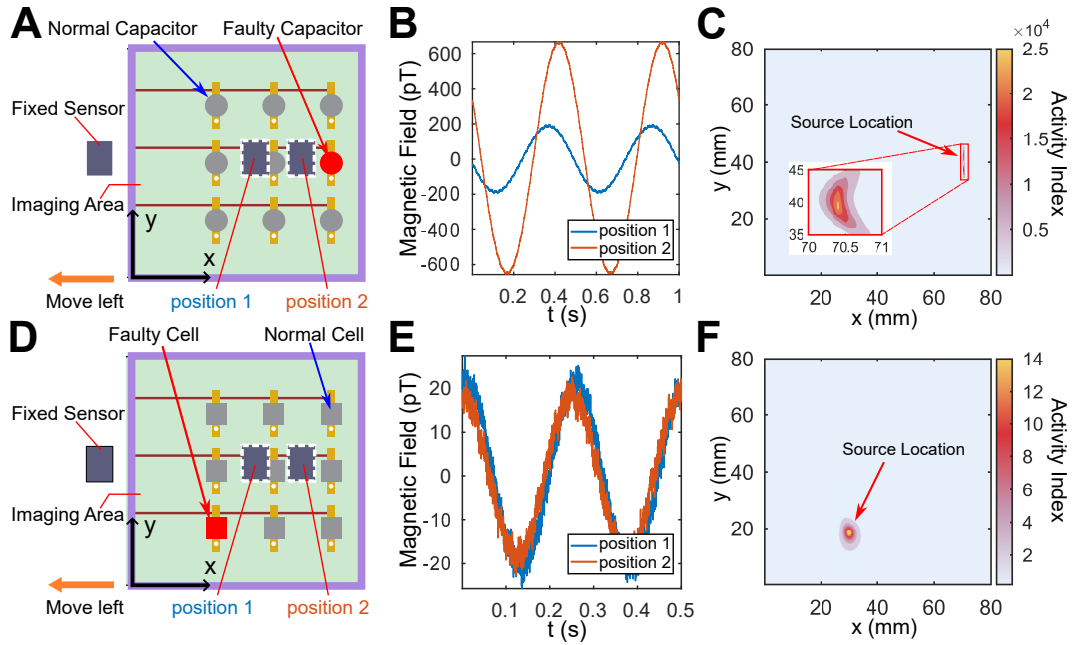 A
Normal Capacitor
Faulty Capacitor
Fixed Sensor
Imaging Area
y
x
Move left
position 1
position 2
B
Magnetic Field (pT)
600
400
200
0
-200
-400
-600
0.2
0.4
0.6
0.8
1
t (s)
position 1
position 2
C
×10⁴
80
60
40
20
y (mm)
Source Location
45
40
35
70
70.5
71
20
40
60
80
x (mm)
2.5
2
1.5
1
0.5
Activity Index
D
Faulty Cell
Normal Cell
Fixed Sensor
Imaging Area
y
x
Move left
position 1
position 2
E
Magnetic Field (pT)
20
10
0
-10
-20
0.1
0.2
0.3
0.4
0.5
t (s)
position 1
position 2
F
80
60
40
20
y (mm)
Source Location
20
40
60
80
x (mm)
14
12
10
8
6
4
2
Activity Index